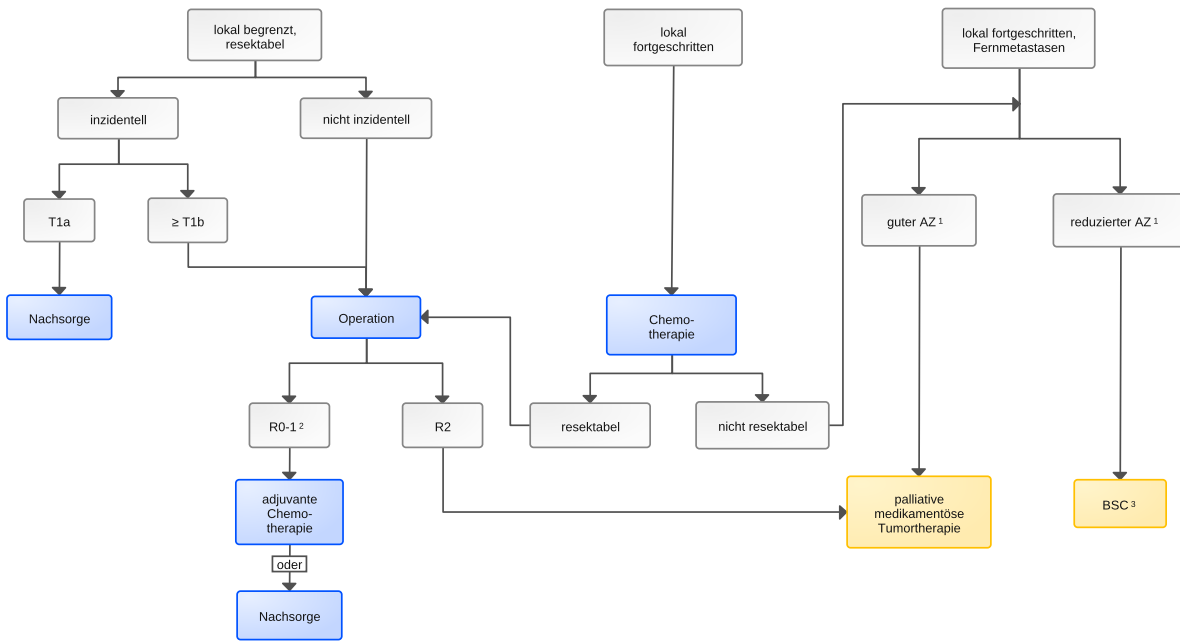 lokal begrenzt,
resektabel
lokal
fortgeschritten
lokal fortgeschritten,
Fernmetastasen
inzidentell
nicht inzidentell
T1a
≥ T1b
guter AZ 1
reduzierter AZ 1
Nachsorge
Operation
Chemo-
therapie
R0-1 2
R2
resektabel
nicht resektabel
adjuvante
Chemo-
therapie
palliative
medikamentöse
Tumortherapie
BSC 3
oder
Nachsorge